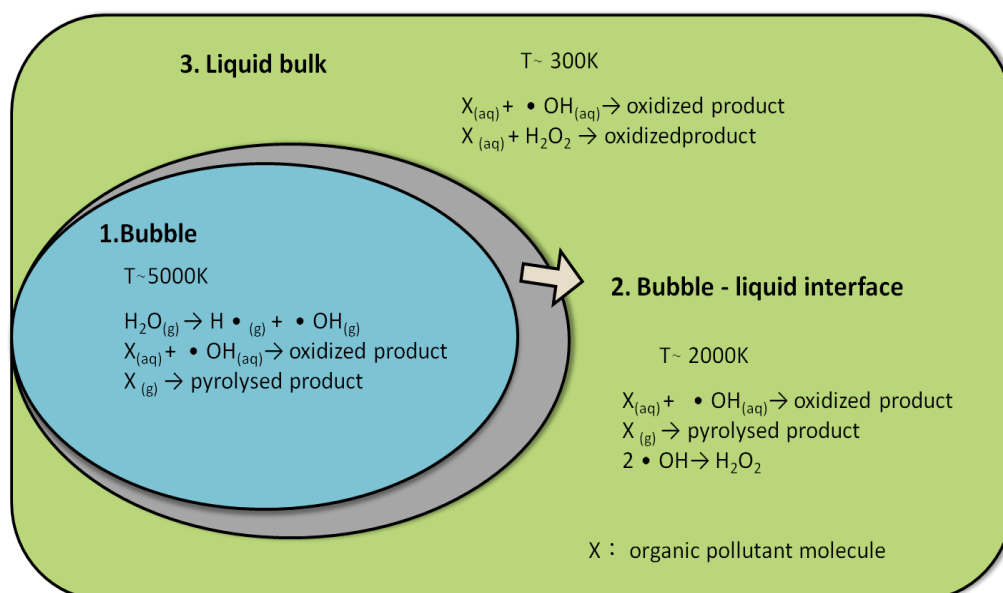 3. Liquid bulk
T~ 300K
X(aq) + • OH(aq) → oxidized product
X (aq) + H₂O₂ → oxidizedproduct
1.Bubble
T~5000K
H₂O(g) → H • (g) + • OH(g)
X(aq) + • OH(aq) → oxidized product
X (g) → pyrolysed product
2. Bubble - liquid interface
T~ 2000K
X(aq) + • OH(aq) → oxidized product
X (g) → pyrolysed product
2 • OH → H₂O₂
X : organic pollutant molecule